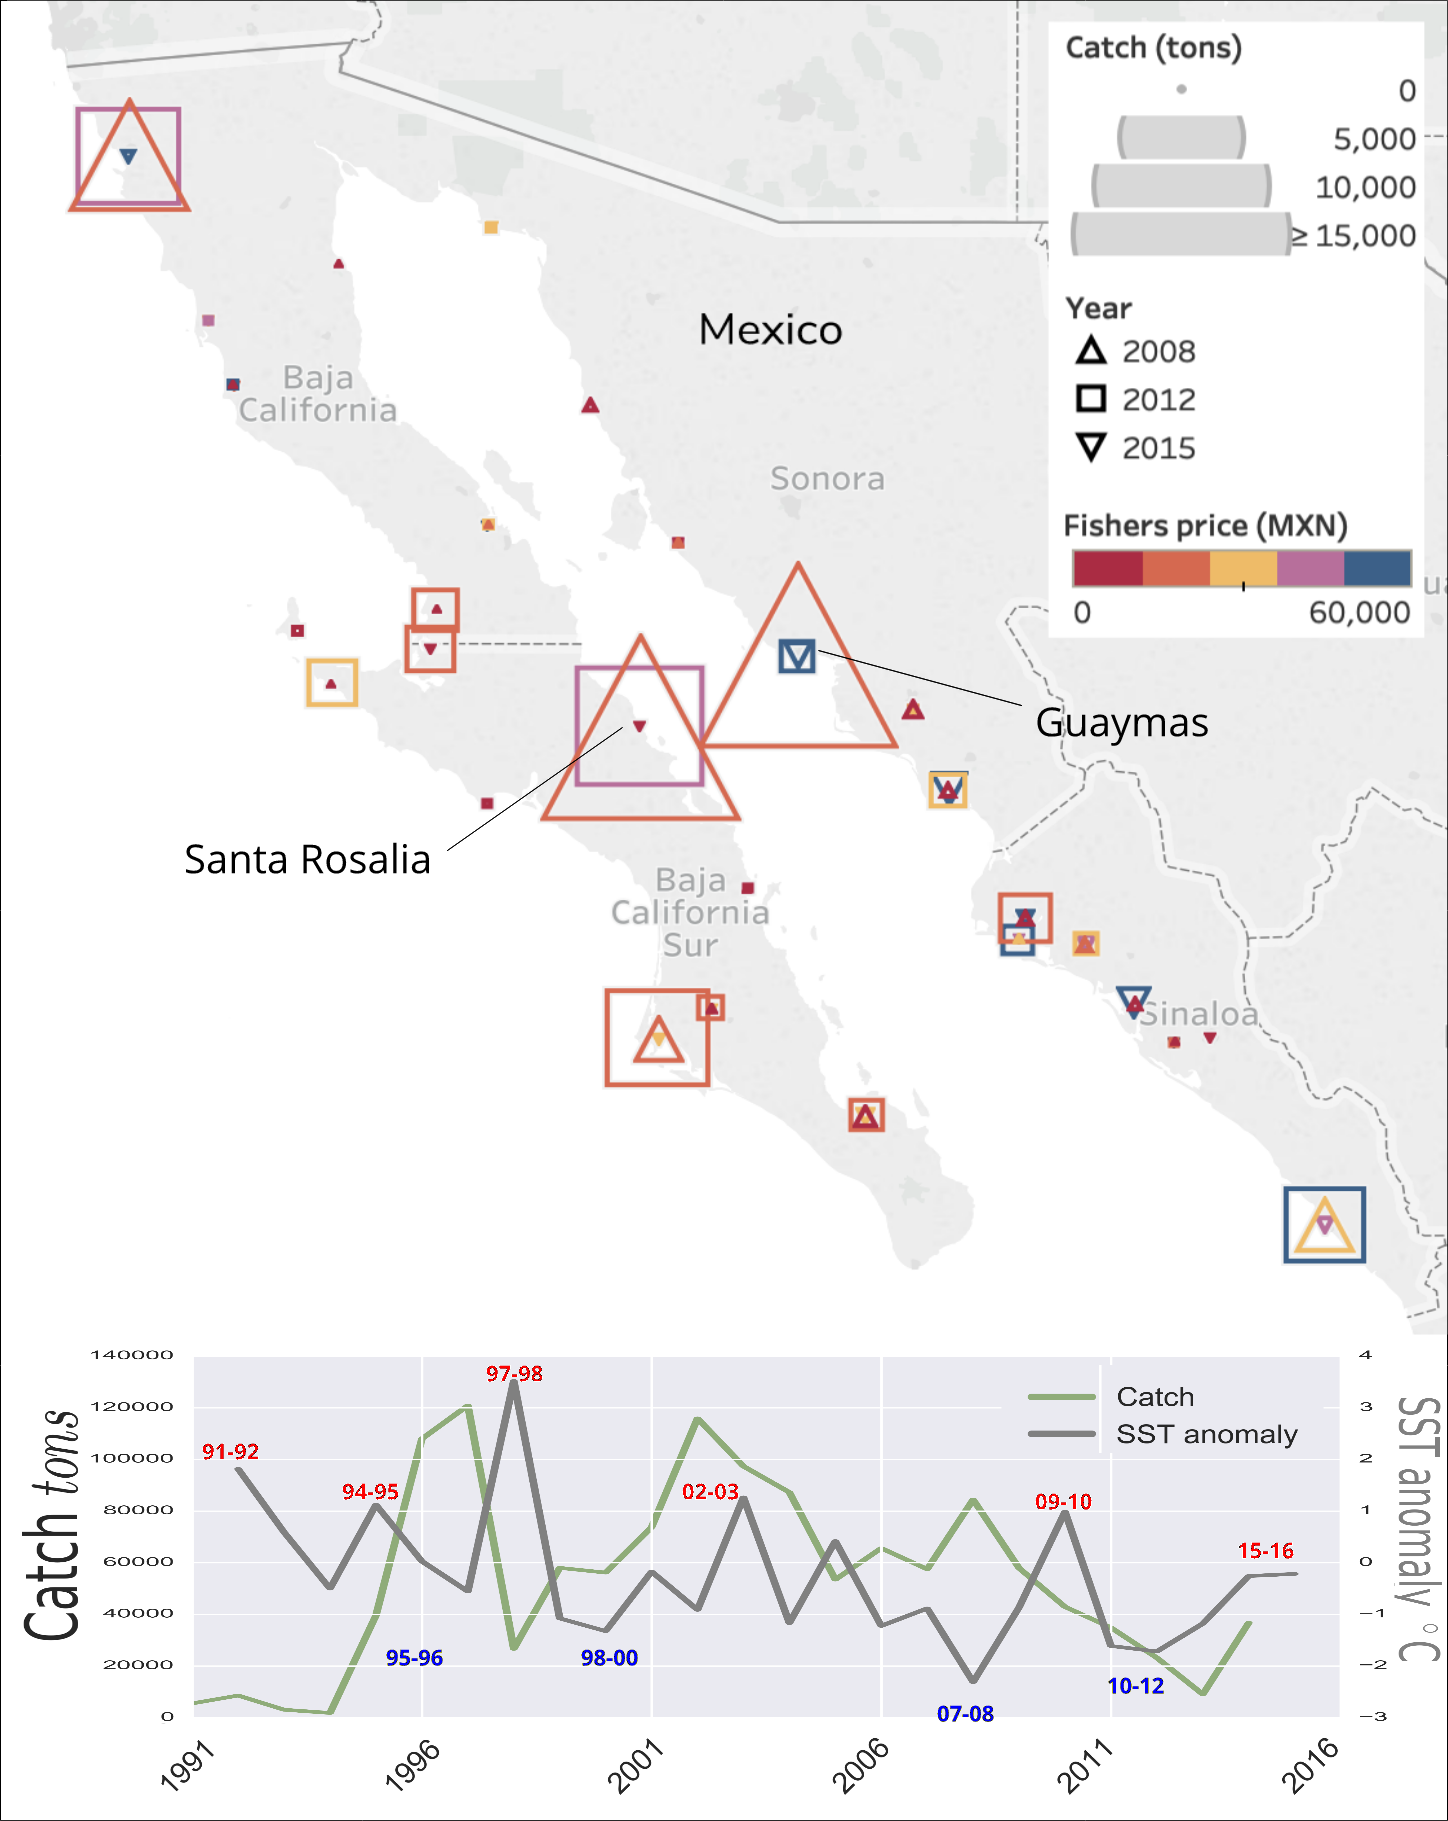 Catch (tons)
0
5,000
10,000
≥ 15,000
Year
2008
2012
2015
Fishers price (MXN)
0
60,000
Mexico
Baja
California
Sonora
Guaymas
Santa Rosalia
Baja
California
Sur
Sinaloa
140000
120000
100000
80000
60000
40000
20000
0
Catch tons
4
3
2
1
0
−1
−2
−3
SST anomaly °C
Catch
SST anomaly
91-92
94-95
97-98
02-03
09-10
15-16
95-96
98-00
07-08
10-12
1991
1996
2001
2006
2011
2016